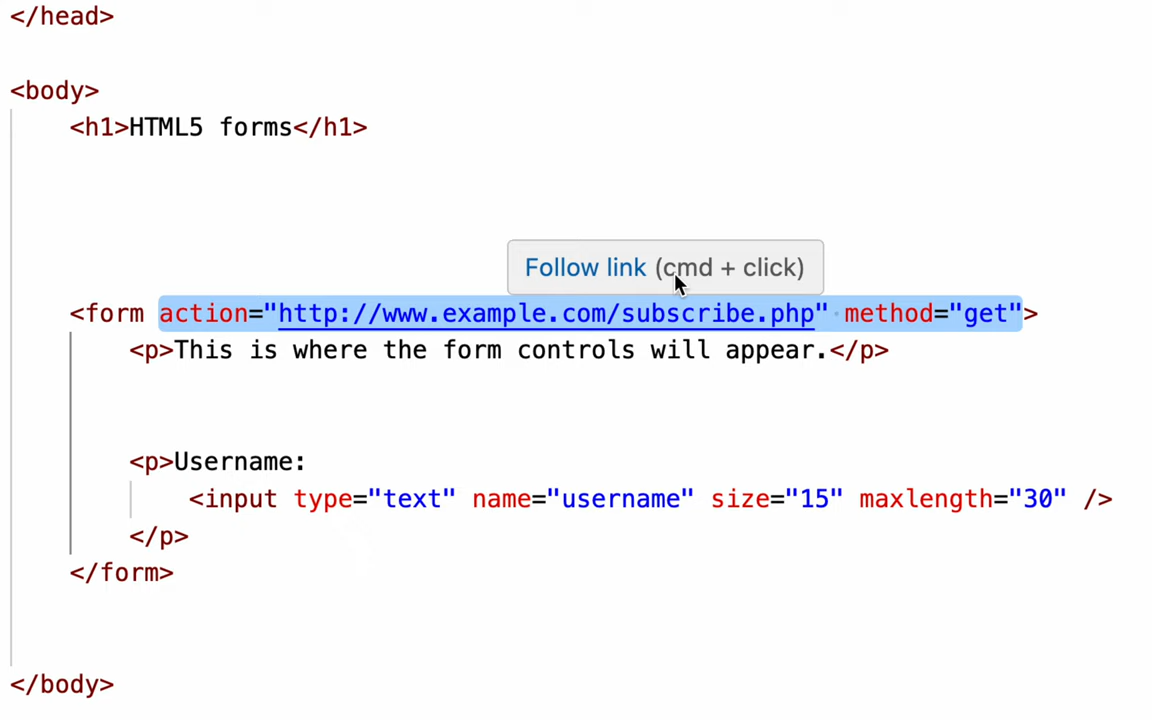 </head>
<body>
<h1>HTML5 forms</h1>
Follow link (cmd + click)
<form action="http://www.example.com/subscribe.php" method="get">
<p>This is where the form controls will appear.</p>
<p>Username:
<input type="text" name="username" size="15" maxlength="30" />
</p>
</form>
</body>